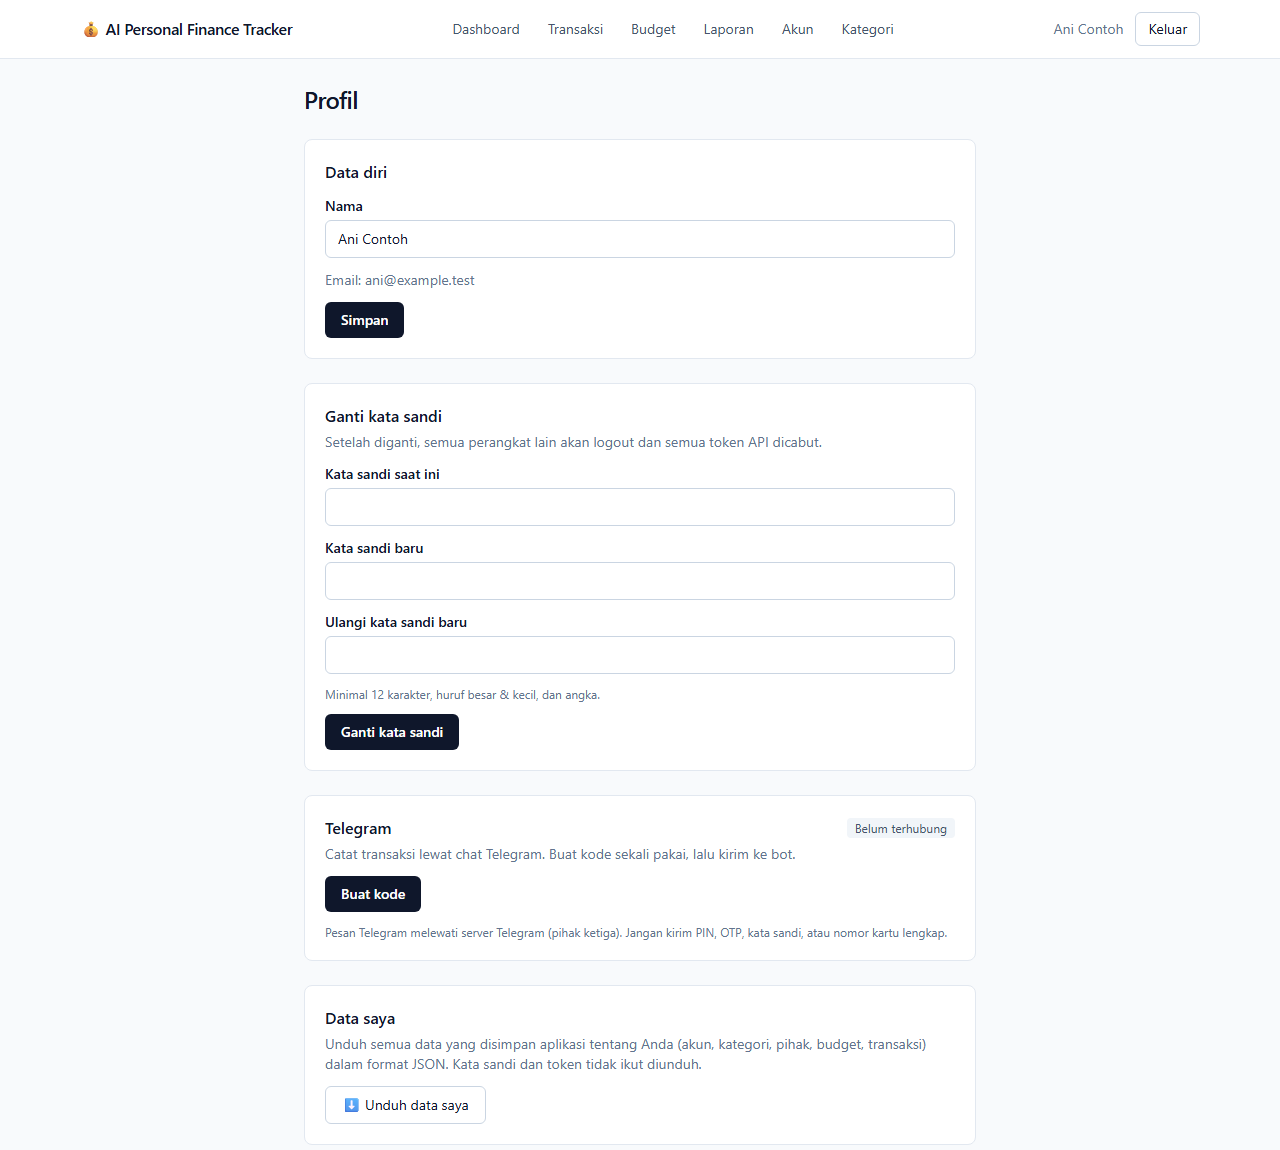 AI Personal Finance Tracker
Dashboard
Transaksi
Budget
Laporan
Akun
Kategori
Ani Contoh
Keluar
Profil
Data diri
Nama
Ani Contoh
Email: ani@example.test
Simpan
Ganti kata sandi
Setelah diganti, semua perangkat lain akan logout dan semua token API dicabut.
Kata sandi saat ini
Kata sandi baru
Ulangi kata sandi baru
Minimal 12 karakter, huruf besar & kecil, dan angka.
Ganti kata sandi
Telegram
Belum terhubung
Catat transaksi lewat chat Telegram. Buat kode sekali pakai, lalu kirim ke bot.
Buat kode
Pesan Telegram melewati server Telegram (pihak ketiga). Jangan kirim PIN, OTP, kata sandi, atau nomor kartu lengkap.
Data saya
Unduh semua data yang disimpan aplikasi tentang Anda (akun, kategori, pihak, budget, transaksi)
dalam format JSON. Kata sandi dan token tidak ikut diunduh.
Unduh data saya